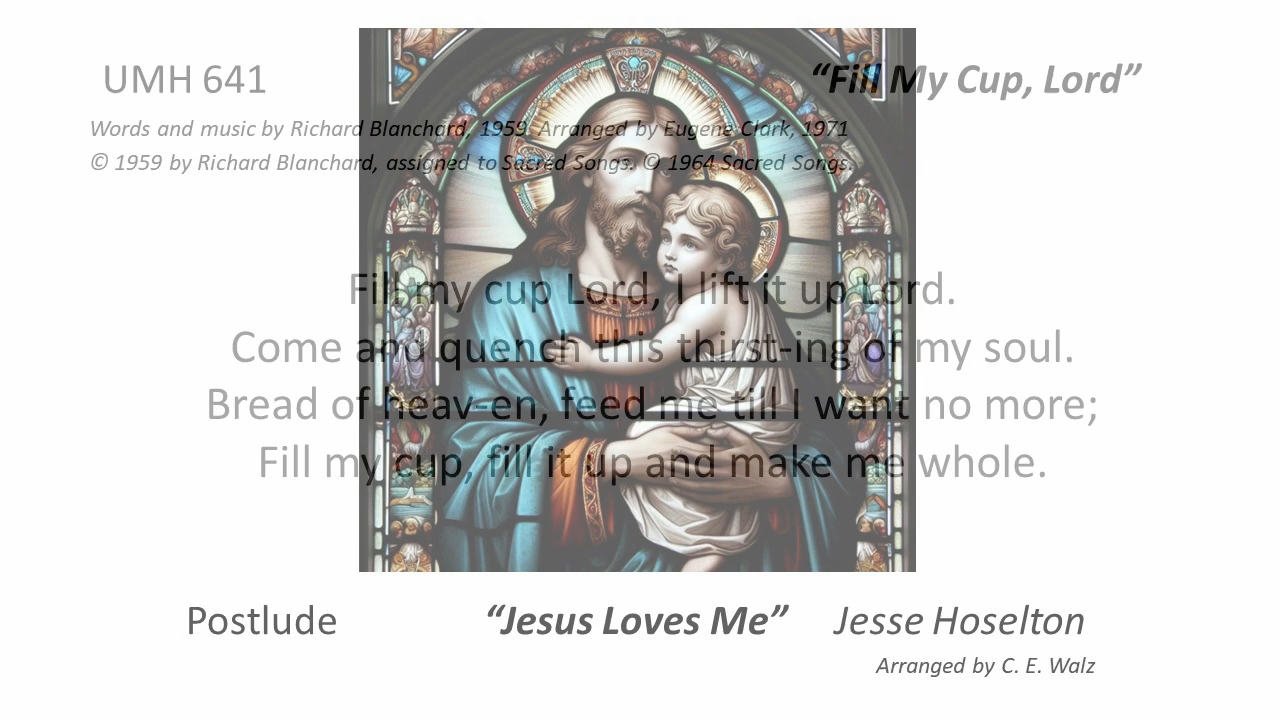 UMH 641 “Fill My Cup, Lord”
Words and music by Richard Blanchard, 1959. Arranged by Eugene Clark, 1971
© 1959 by Richard Blanchard, assigned to Sacred Songs. © 1964 Sacred Songs.
Fill my cup Lord, I lift it up Lord.
Come and quench this thirst-ing of my soul.
Bread of heav-en, feed me till I want no more;
Fill my cup, fill it up and make me whole.
Postlude “Jesus Loves Me” Jesse Hoselton
Arranged by C. E. Walz